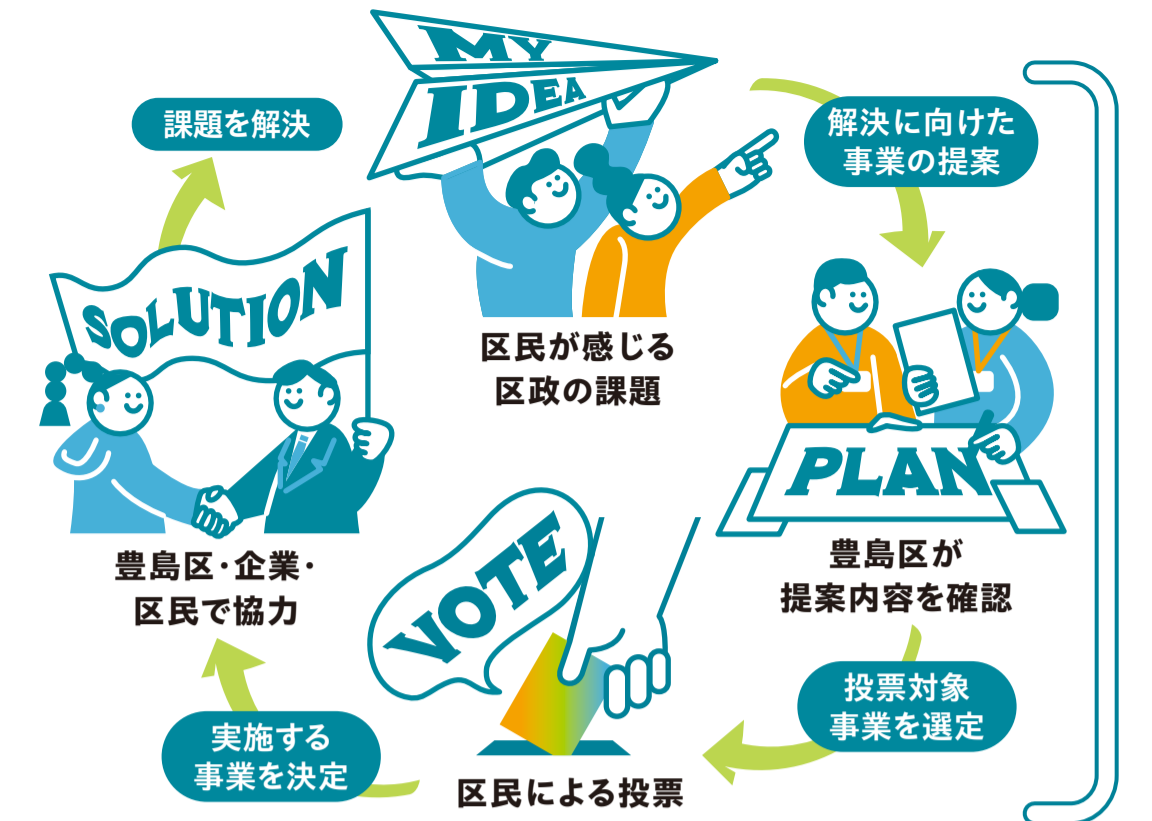 MY
IDEA
区民が感じる
区政の課題
解決に向けた
事業の提案
PLAN
豊島区が
提案内容を確認
投票対象
事業を選定
VOTE
区民による投票
実施する
事業を決定
SOLUTION
豊島区・企業・
区民で協力
課題を解決